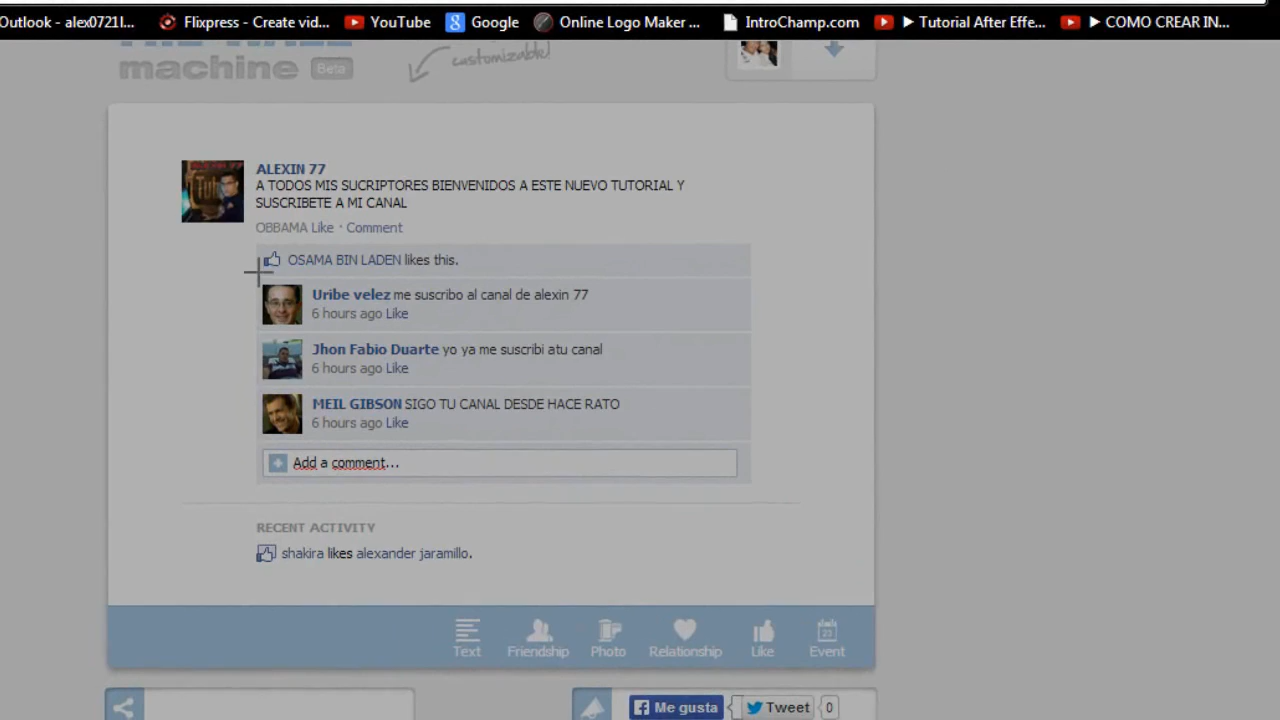 Outlook - alex0721l...
Flixpress - Create vid...
YouTube
Google
Online Logo Maker ...
IntroChamp.com
Tutorial After Effe...
COMO CREAR IN...
machine Beta
customizable!
ALEXIN 77
A TODOS MIS SUCRIPTORES BIENVENIDOS A ESTE NUEVO TUTORIAL Y
SUSCRIBETE A MI CANAL
OBBAMA Like · Comment
OSAMA BIN LADEN likes this.
Uribe velez me suscribo al canal de alexin 77
6 hours ago Like
Jhon Fabio Duarte yo ya me suscribi atu canal
6 hours ago Like
MEIL GIBSON SIGO TU CANAL DESDE HACE RATO
6 hours ago Like
Add a comment...
RECENT ACTIVITY
shakira likes alexander jaramillo.
Text
Friendship
Photo
Relationship
Like
23
Event
Me gusta
Tweet
0